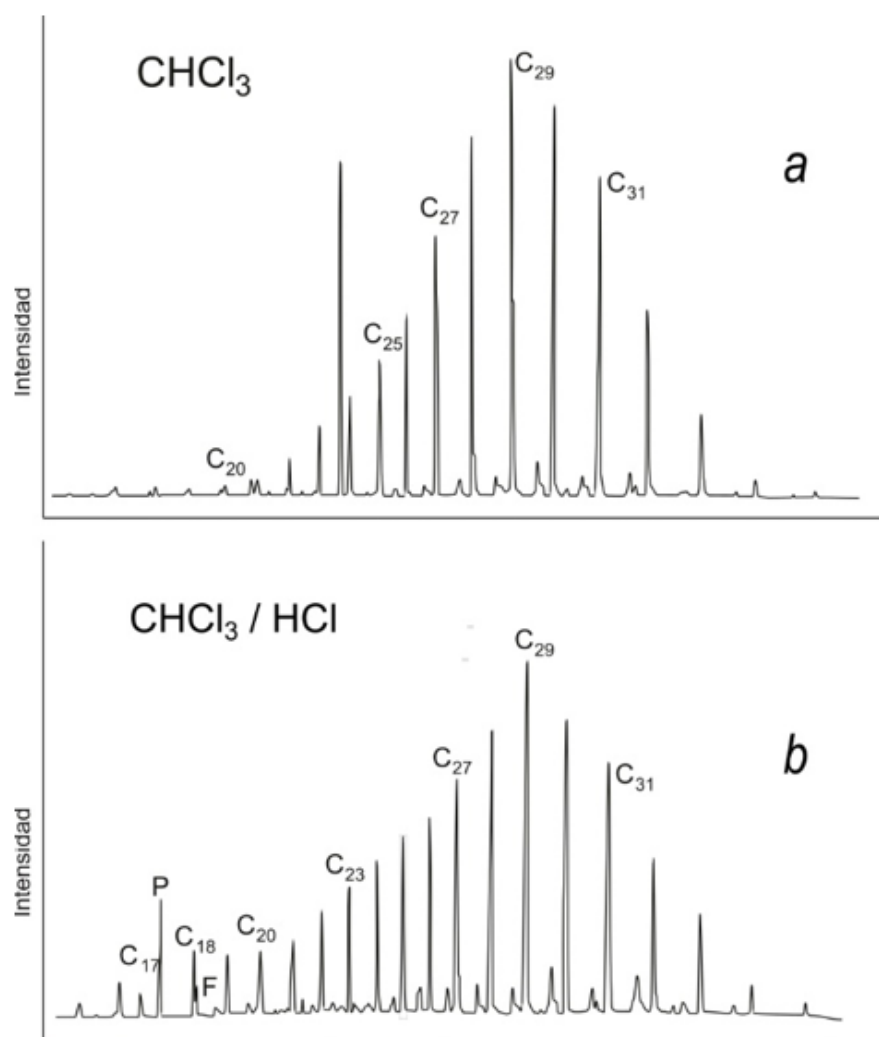 CHCl₃
C₂₉
a
C₃₁
C₂₇
Intensidad
C₂₅
C₂₀
CHCl₃ / HCl
C₂₉
b
C₂₇
C₃₁
Intensidad
C₂₃
P
C₁₈
C₂₀
C₁₇
F